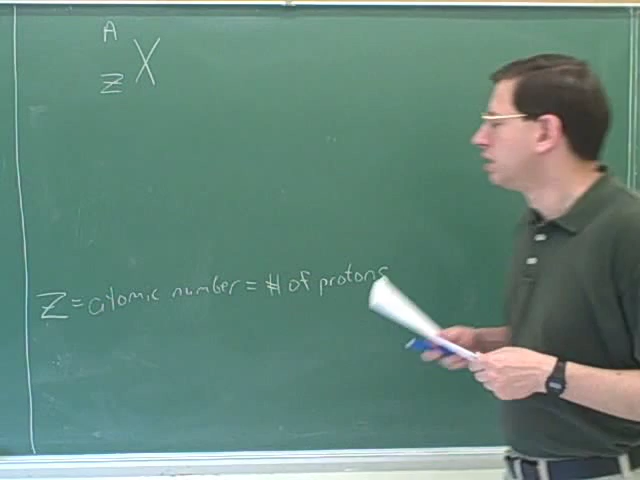 A
X
Z
Z = atomic number = # of protons